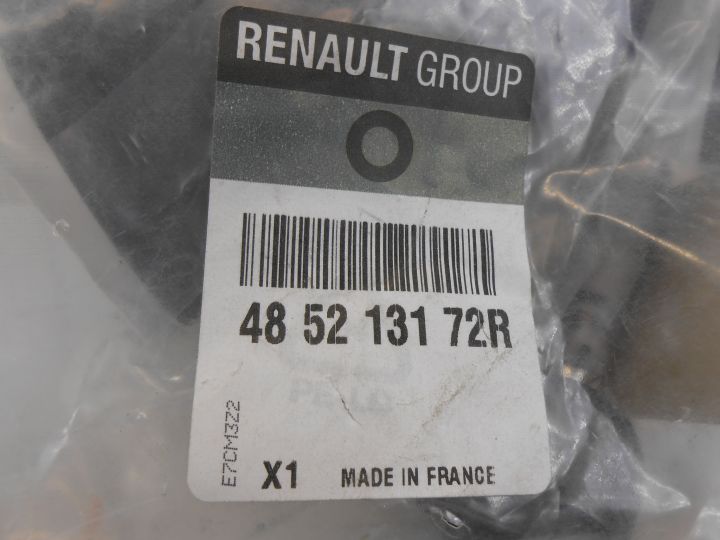 RENAULT GROUP
48 52 131 72R
E7CM3Z2
X1 MADE IN FRANCE